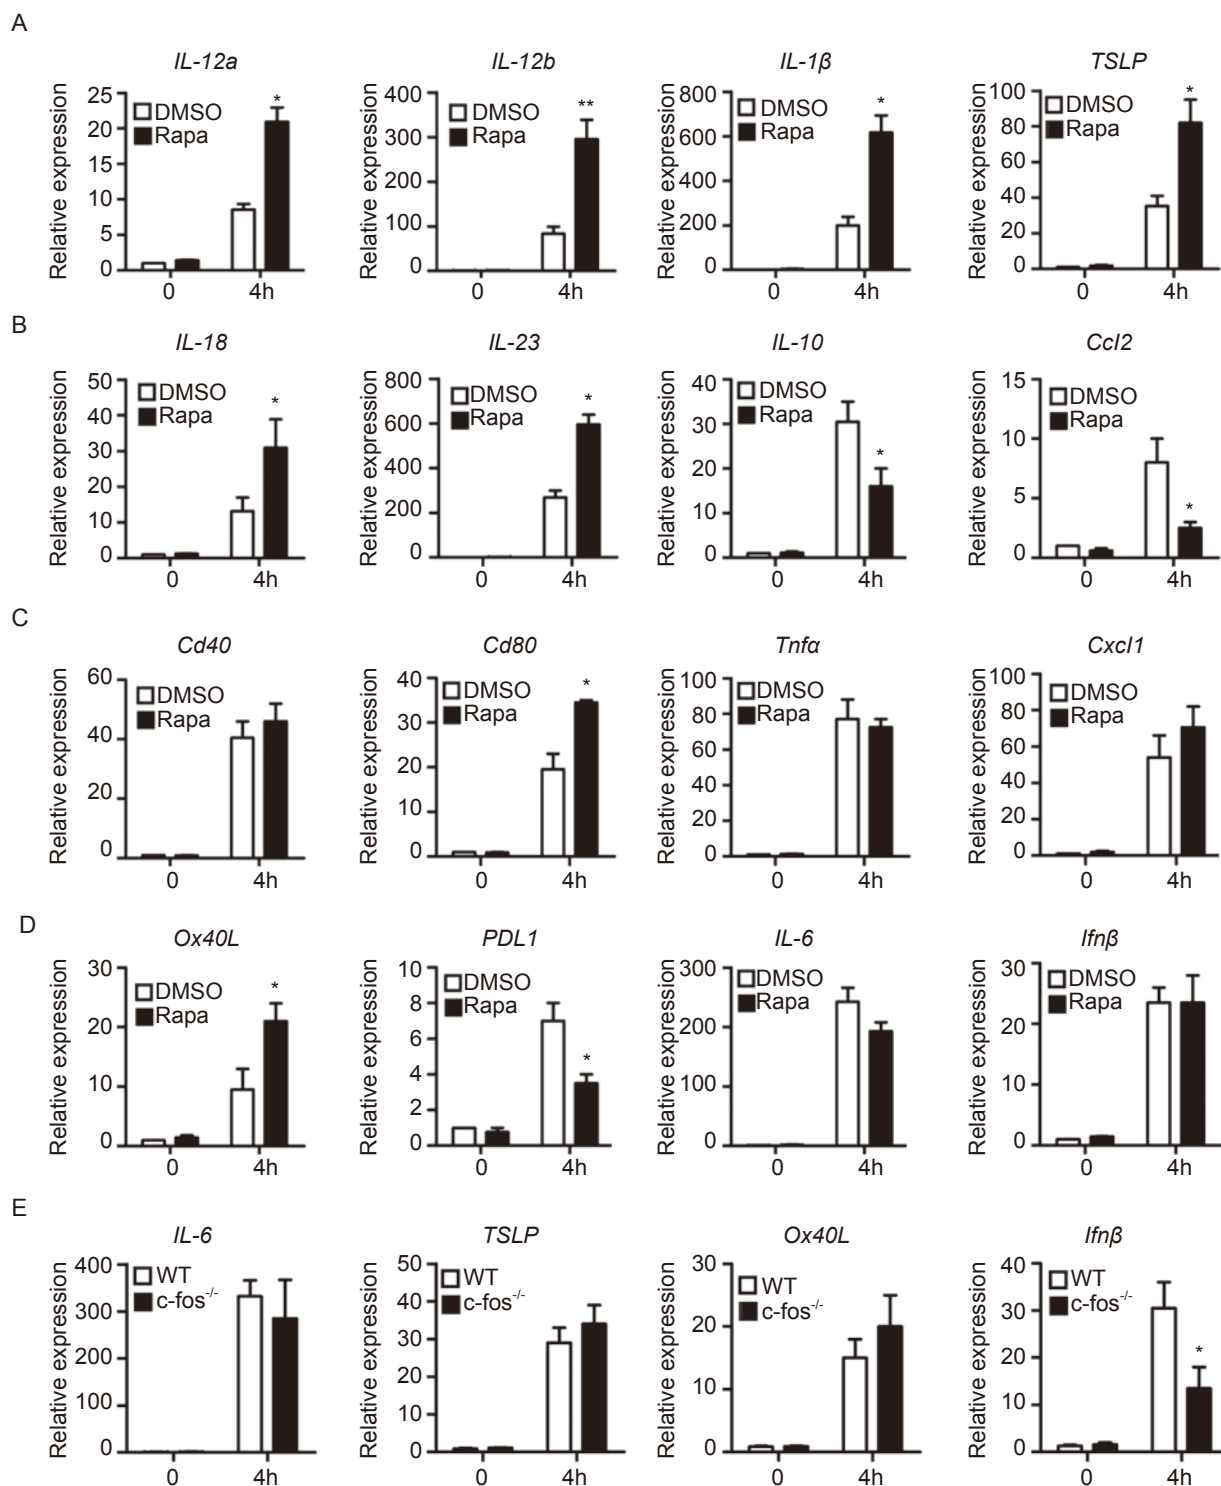 A
IL-12a
IL-12b
IL-1β
TSLP
Relative expression
25
20
15
10
5
0
DMSO
Rapa
*
0
4h
Relative expression
400
300
200
100
0
DMSO
Rapa
**
0
4h
Relative expression
800
600
400
200
0
DMSO
Rapa
*
0
4h
Relative expression
100
80
60
40
20
0
DMSO
Rapa
*
0
4h
B
IL-18
IL-23
IL-10
Ccl2
Relative expression
50
40
30
20
10
0
DMSO
Rapa
*
0
4h
Relative expression
800
600
400
200
0
DMSO
Rapa
*
0
4h
Relative expression
40
30
20
10
0
DMSO
Rapa
*
0
4h
Relative expression
15
10
5
0
DMSO
Rapa
*
0
4h
C
Cd40
Cd80
Tnfα
Cxcl1
Relative expression
60
40
20
0
DMSO
Rapa
0
4h
Relative expression
40
30
20
10
0
DMSO
Rapa
*
0
4h
Relative expression
100
80
60
40
20
0
DMSO
Rapa
0
4h
Relative expression
100
80
60
40
20
0
DMSO
Rapa
0
4h
D
Ox40L
PDL1
IL-6
Ifnβ
Relative expression
30
20
10
0
DMSO
Rapa
*
0
4h
Relative expression
10
8
6
4
2
0
DMSO
Rapa
*
0
4h
Relative expression
300
200
100
0
DMSO
Rapa
0
4h
Relative expression
30
20
10
0
DMSO
Rapa
0
4h
E
IL-6
TSLP
Ox40L
Ifnβ
Relative expression
400
300
200
100
0
WT
c-fos-/-
0
4h
Relative expression
50
40
30
20
10
0
WT
c-fos-/-
0
4h
Relative expression
30
20
10
0
WT
c-fos-/-
0
4h
Relative expression
40
30
20
10
0
WT
c-fos-/-
*
0
4h